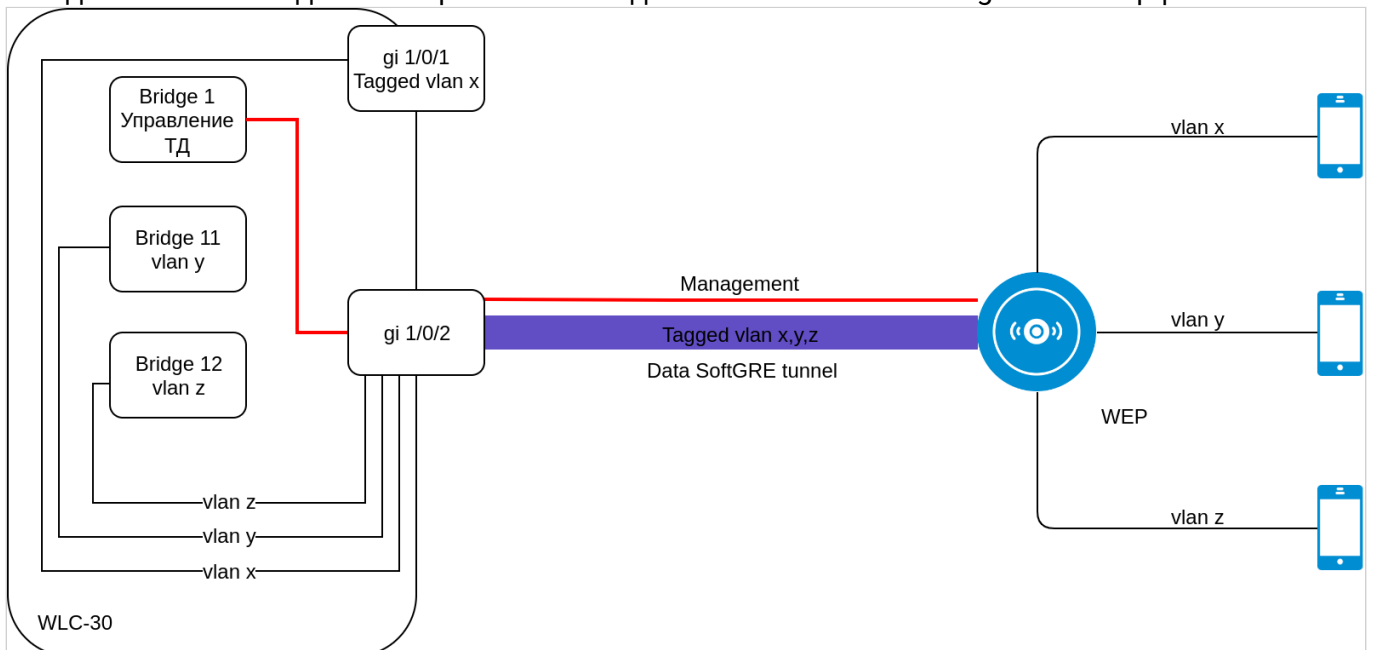 gi 1/0/1
Tagged vlan x
Bridge 1
Управление
ТД
Bridge 11
vlan y
Bridge 12
vlan z
gi 1/0/2
vlan z
vlan y
vlan x
WLC-30
Management
Tagged vlan x,y,z
Data SoftGRE tunnel
WEP
vlan x
vlan y
vlan z